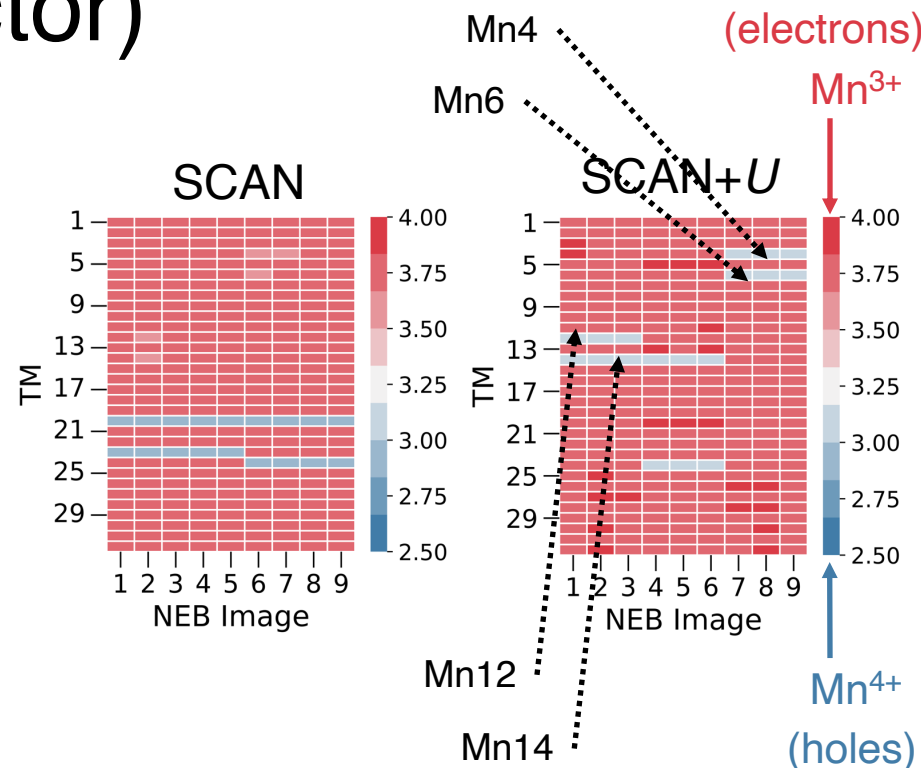 ctor)
Mn4
Mn6
(electrons)
Mn3+
SCAN
1
5
9
13
17
21
25
29
TM
1 2 3 4 5 6 7 8 9
NEB Image
4.00
3.75
3.50
3.25
3.00
2.75
2.50
SCAN+U
1
5
9
13
17
21
25
29
TM
1 2 3 4 5 6 7 8 9
NEB Image
4.00
3.75
3.50
3.25
3.00
2.75
2.50
Mn12
Mn14
Mn4+
(holes)